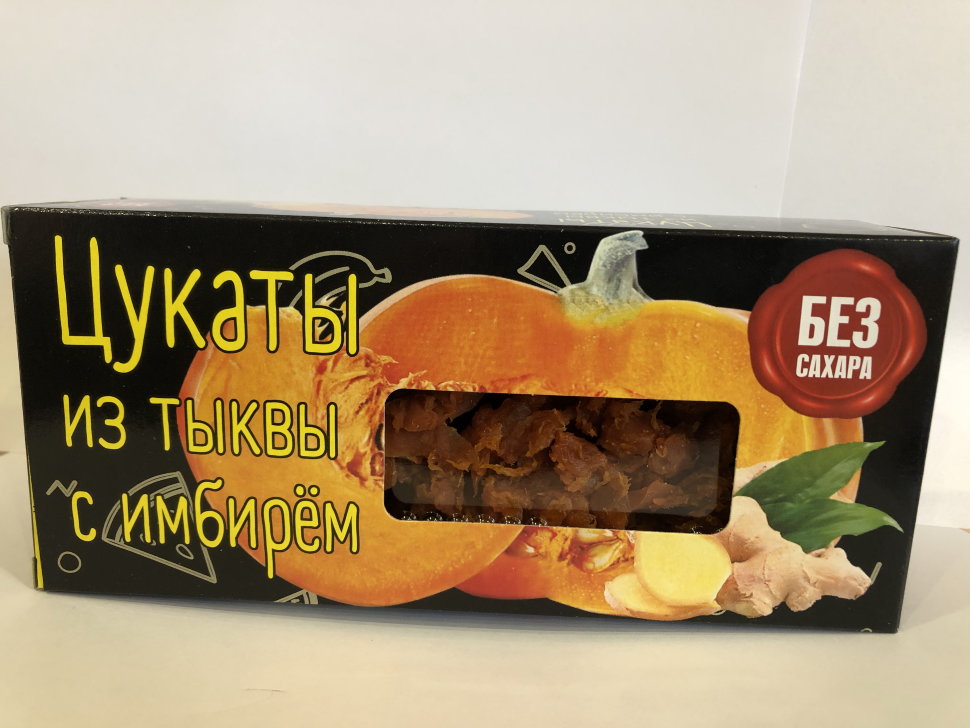 Цукаты
из тыквы
с имбирём
БЕЗ
САХАРА